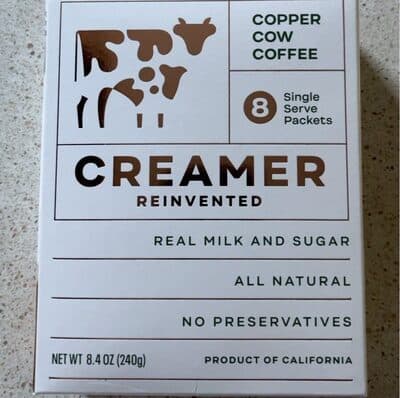 COPPER
COW
COFFEE
8
Single
Serve
Packets
CREAMER
REINVENTED
REAL MILK AND SUGAR
ALL NATURAL
NO PRESERVATIVES
NET WT 8.4 OZ (240g)
PRODUCT OF CALIFORNIA